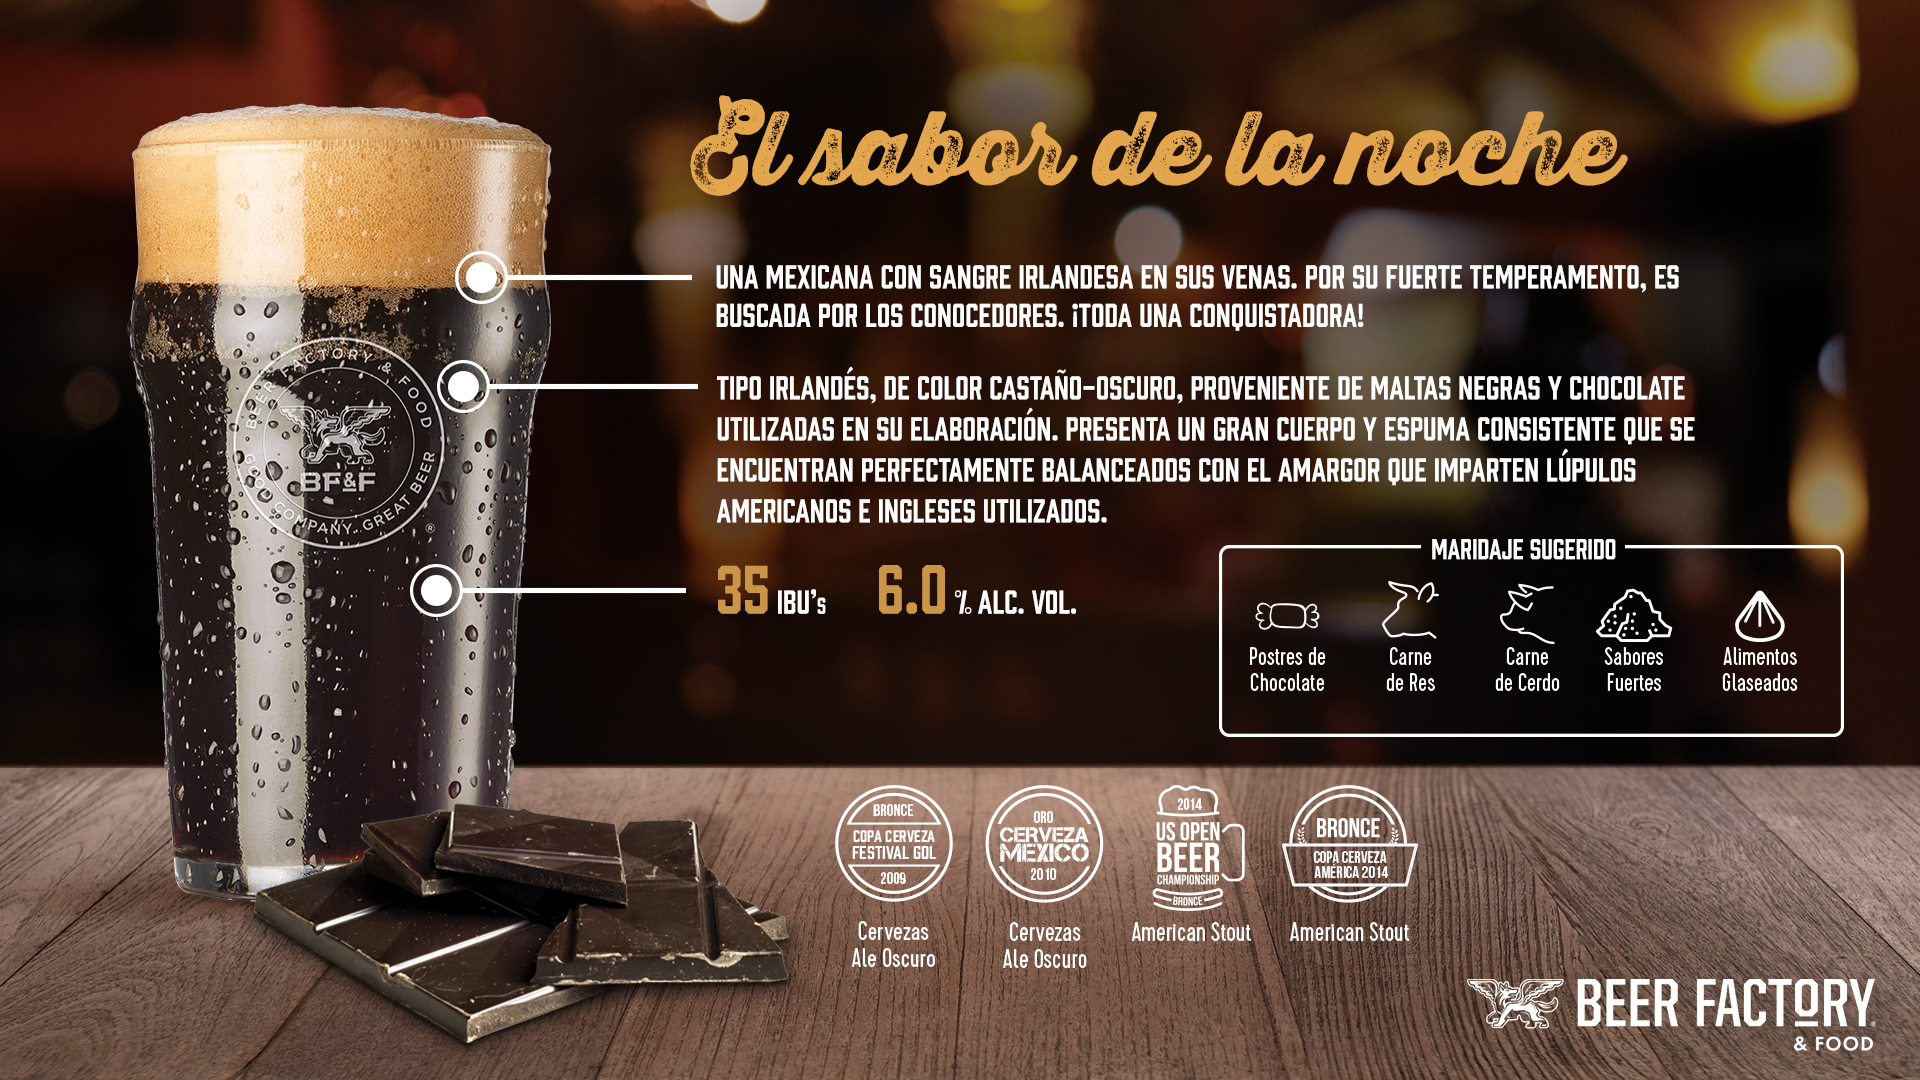 El sabor de la noche
UNA MEXICANA CON SANGRE IRLANDESA EN SUS VENAS. POR SU FUERTE TEMPERAMENTO, ES
BUSCADA POR LOS CONOCEDORES. ¡TODA UNA CONQUISTADORA!
TIPO IRLANDÉS, DE COLOR CASTAÑO-OSCURO, PROVENIENTE DE MALTAS NEGRAS Y CHOCOLATE
UTILIZADAS EN SU ELABORACIÓN. PRESENTA UN GRAN CUERPO Y ESPUMA CONSISTENTE QUE SE
ENCUENTRAN PERFECTAMENTE BALANCEADOS CON EL AMARGOR QUE IMPARTEN LÚPULOS
AMERICANOS E INGLESES UTILIZADOS.
35 IBU's 6.0 % ALC. VOL.
BEER FACTORY & FOOD
BF&F
GOOD COMPANY. GREAT BEER
®
MARIDAJE SUGERIDO
Postres de
Chocolate
Carne
de Res
Carne
de Cerdo
Sabores
Fuertes
Alimentos
Glaseados
BRONCE
COPA CERVEZA
FESTIVAL GDL
2009
Cervezas
Ale Oscuro
ORO
CERVEZA
MEXICO
2010
Cervezas
Ale Oscuro
2014
US OPEN
BEER
CHAMPIONSHIP
BRONCE
American Stout
BRONCE
COPA CERVEZA
AMÉRICA 2014
American Stout
BEER FACTORY
& FOOD